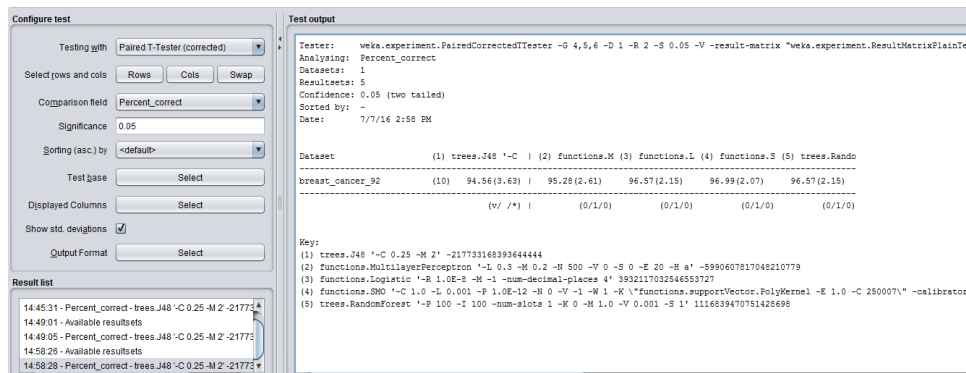 Configure test
Testing with Paired T-Tester (corrected)
Select rows and cols Rows Cols Swap
Comparison field Percent_correct
Significance 0.05
Sorting (asc.) by <default>
Test base Select
Displayed Columns Select
Show std. deviations
Output Format Select
Result list
14:45:31 - Percent_correct - trees.J48 '-C 0.25 -M 2' -21773
14:49:01 - Available resultsets
14:49:05 - Percent_correct - trees.J48 '-C 0.25 -M 2' -21773
14:58:26 - Available resultsets
14:58:28 - Percent_correct - trees.J48 '-C 0.25 -M 2' -21773
Test output
Tester: weka.experiment.PairedCorrectedTTester -G 4,5,6 -D 1 -R 2 -S 0.05 -V -result-matrix "weka.experiment.ResultMatrixPlainTe
Analysing: Percent_correct
Datasets: 1
Resultsets: 5
Confidence: 0.05 (two tailed)
Sorted by: -
Date: 7/7/16 2:58 PM
Dataset (1) trees.J48 '-C | (2) functions.M (3) functions.L (4) functions.S (5) trees.Rando
breast_cancer_92 (10) 94.56(3.63) | 95.28(2.61) 96.57(2.15) 96.99(2.07) 96.57(2.15)
(v/ /*) | (0/1/0) (0/1/0) (0/1/0) (0/1/0)
Key:
(1) trees.J48 '-C 0.25 -M 2' -217733168393644444
(2) functions.MultilayerPerceptron '-L 0.3 -M 0.2 -N 500 -V 0 -S 0 -E 20 -H a' -5990607817048210779
(3) functions.Logistic '-R 1.0E-8 -M -1 -num-decimal-places 4' 3932117032546553727
(4) functions.SMO '-C 1.0 -L 0.001 -P 1.0E-12 -N 0 -V -1 -W 1 -K \"functions.supportVector.PolyKernel -E 1.0 -C 250007\" -calibrator
(5) trees.RandomForest '-P 100 -I 100 -num-slots 1 -K 0 -M 1.0 -V 0.001 -S 1' 1116839470751428698